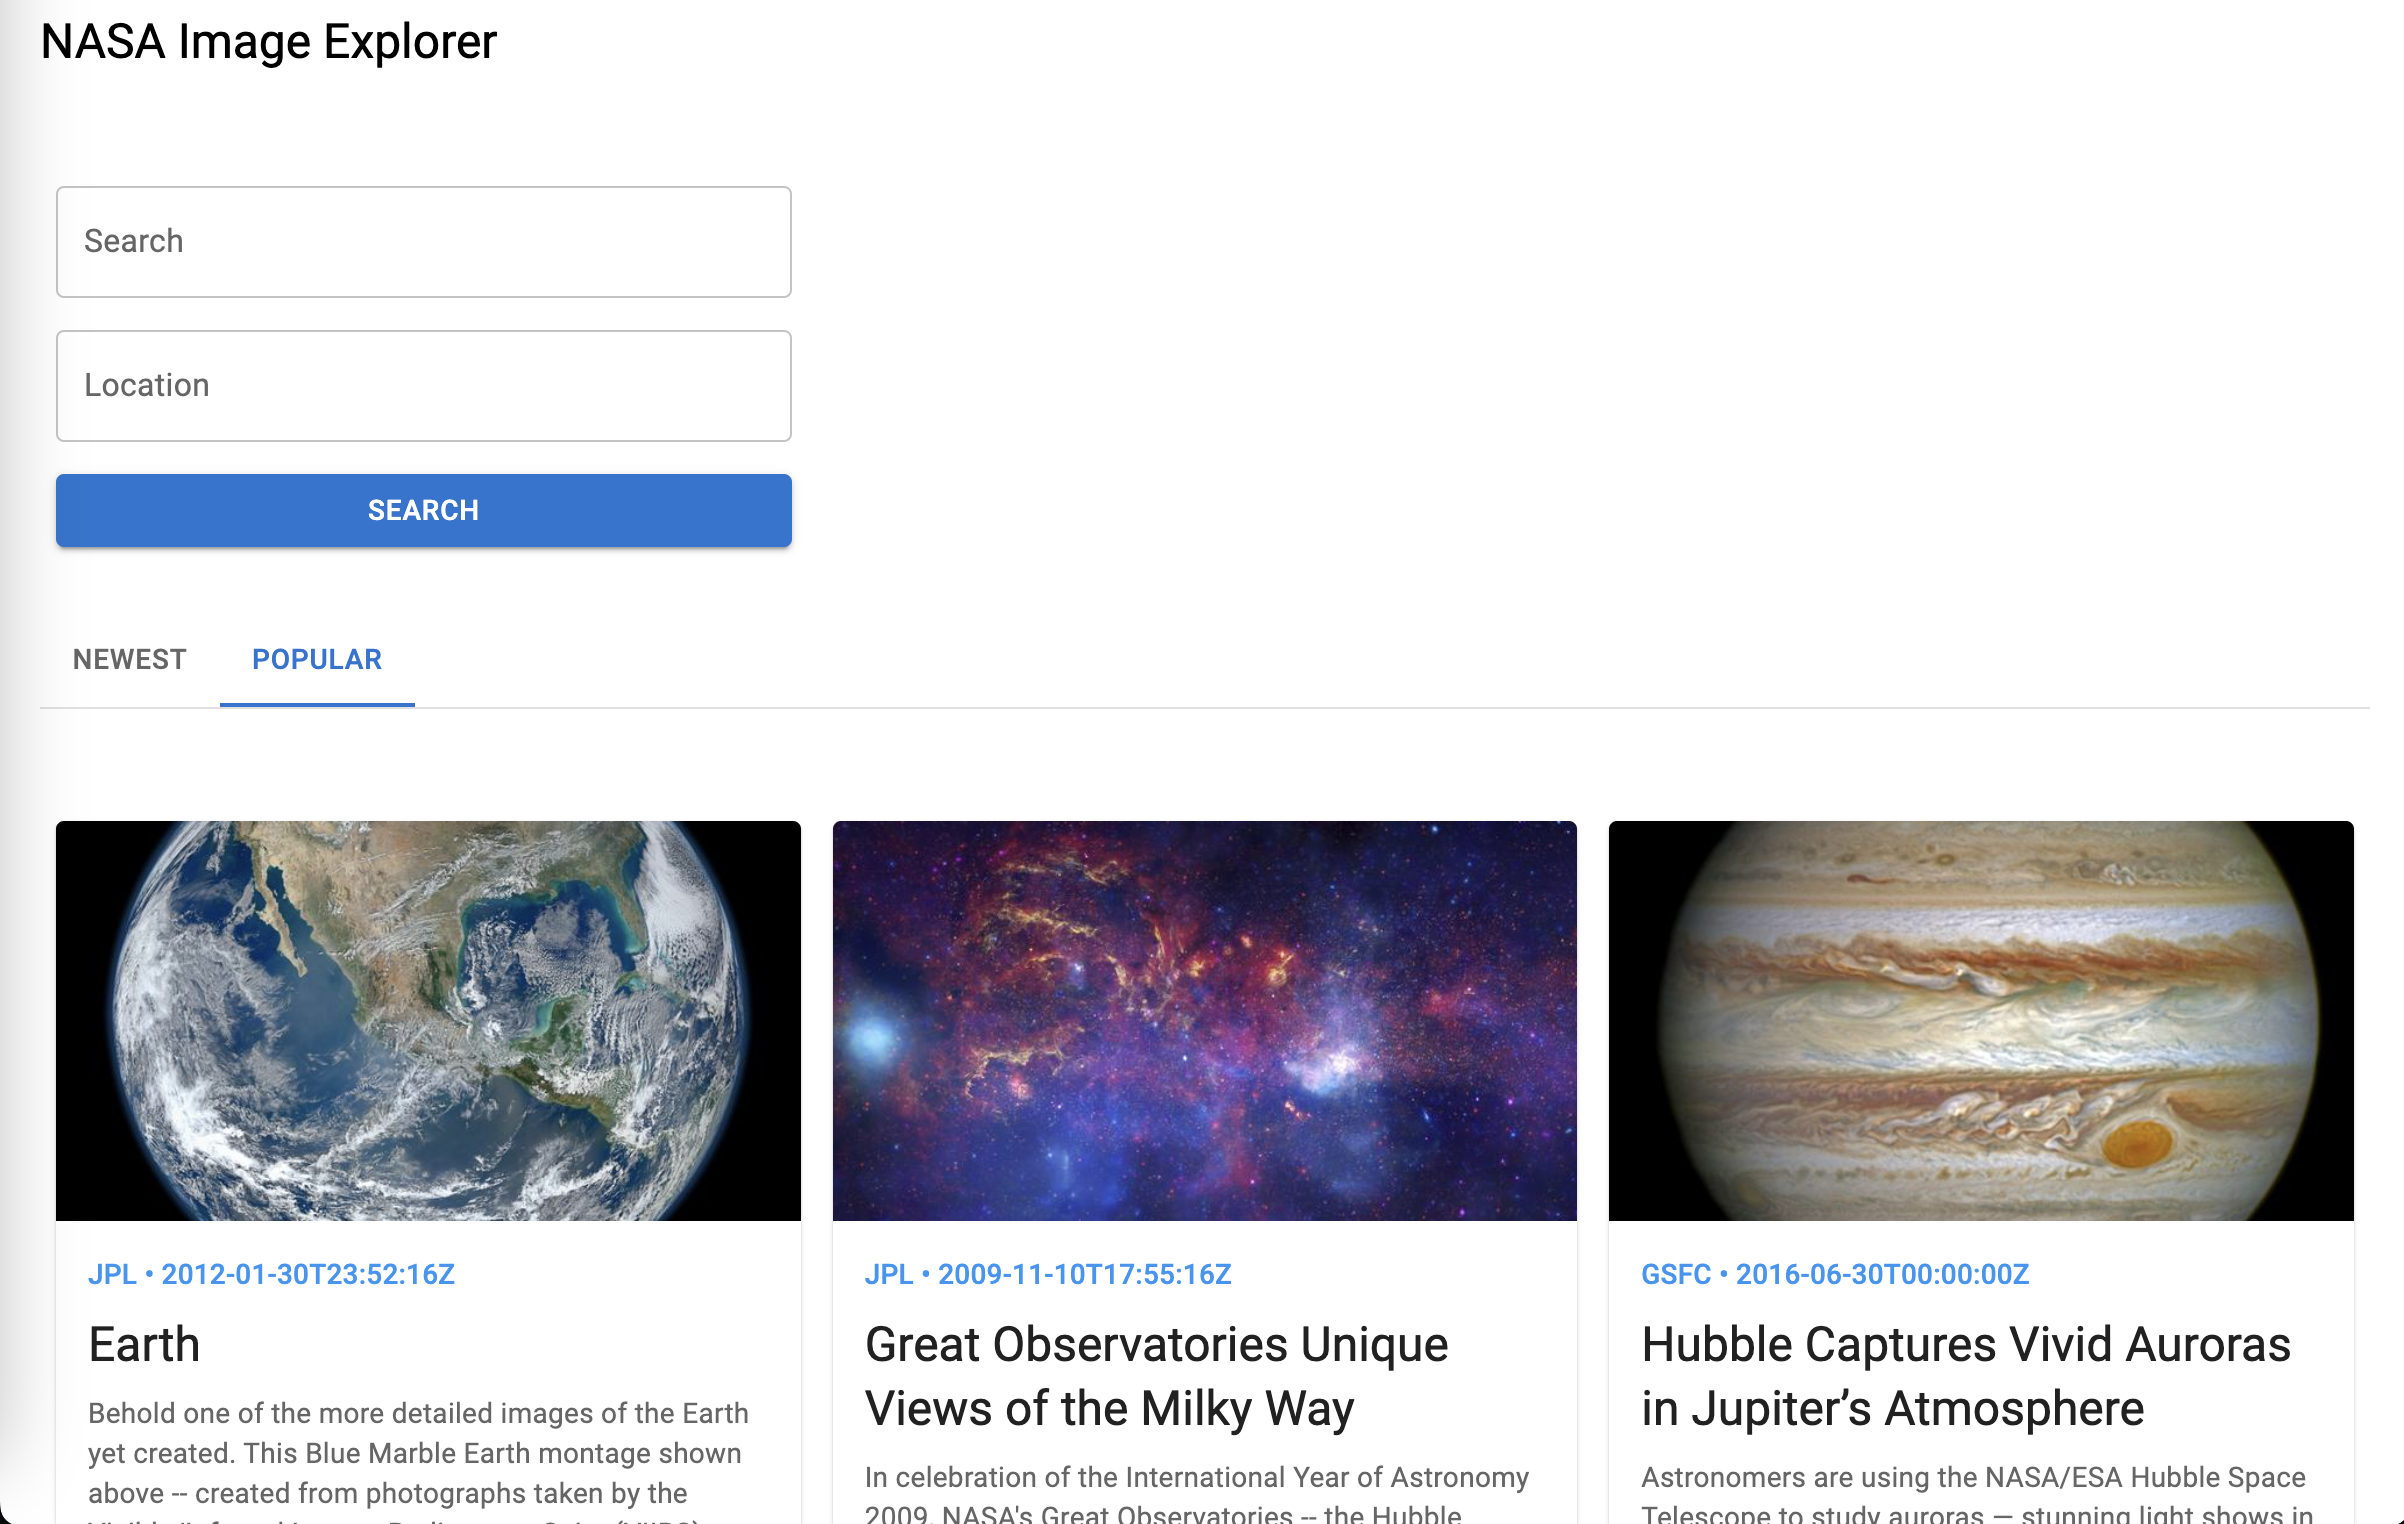 NASA Image Explorer
Search
Location
SEARCH
NEWEST
POPULAR
JPL • 2012-01-30T23:52:16Z
Earth
Behold one of the more detailed images of the Earth
yet created. This Blue Marble Earth montage shown
above -- created from photographs taken by the
JPL • 2009-11-10T17:55:16Z
Great Observatories Unique
Views of the Milky Way
In celebration of the International Year of Astronomy
2009, NASA's Great Observatories -- the Hubble
GSFC • 2016-06-30T00:00:00Z
Hubble Captures Vivid Auroras
in Jupiter’s Atmosphere
Astronomers are using the NASA/ESA Hubble Space
Telescope to study auroras — stunning light shows in